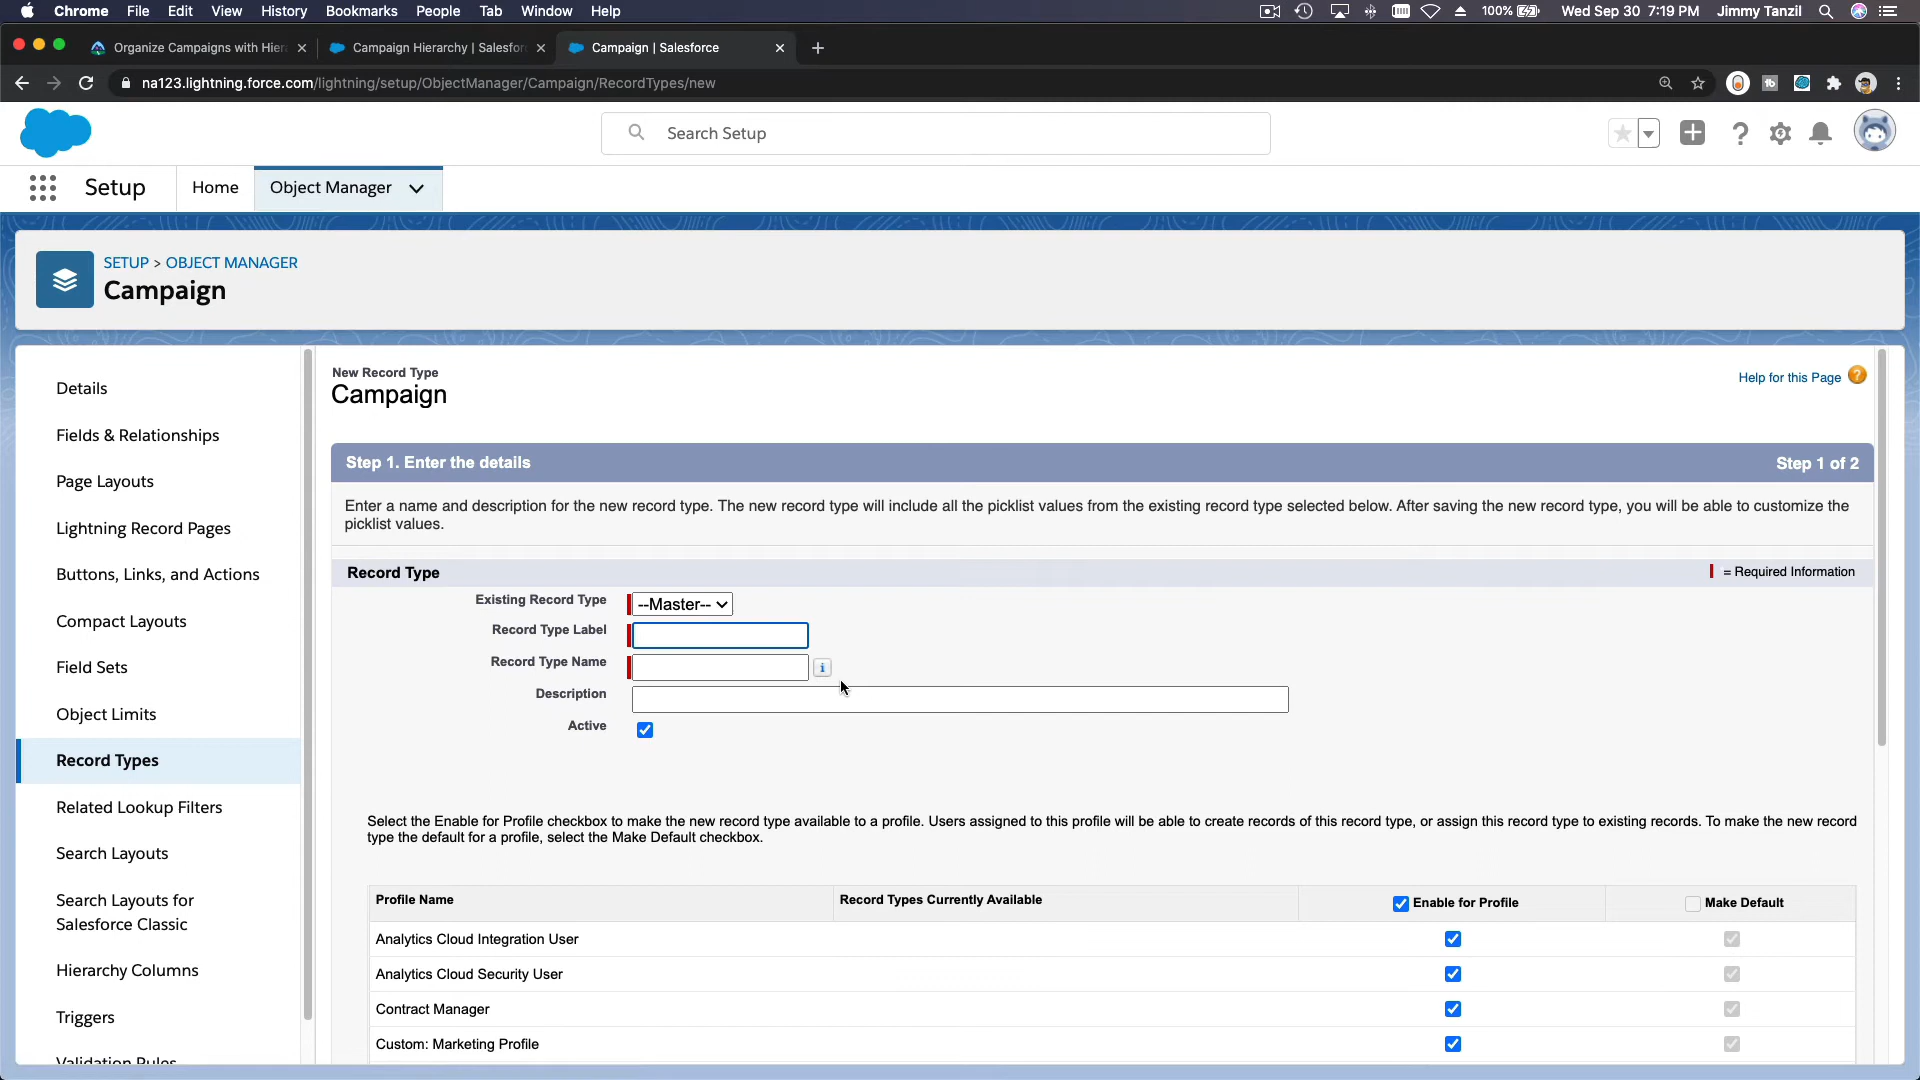 Chrome File Edit View History Bookmarks People Tab Window Help 100% Wed Sep 30 7:19 PM Jimmy Tanzil
Organize Campaigns with Hier Campaign Hierarchy | Salesfor Campaign | Salesforce
na123.lightning.force.com/lightning/setup/ObjectManager/Campaign/RecordTypes/new
Search Setup
Setup Home Object Manager
SETUP > OBJECT MANAGER
Campaign
Details
Fields & Relationships
Page Layouts
Lightning Record Pages
Buttons, Links, and Actions
Compact Layouts
Field Sets
Object Limits
Record Types
Related Lookup Filters
Search Layouts
Search Layouts for
Salesforce Classic
Hierarchy Columns
Triggers
Validation Rules
New Record Type
Campaign
Help for this Page ?
Step 1. Enter the details Step 1 of 2
Enter a name and description for the new record type. The new record type will include all the picklist values from the existing record type selected below. After saving the new record type, you will be able to customize the
picklist values.
Record Type = Required Information
Existing Record Type --Master--
Record Type Label
Record Type Name i
Description
Active
Select the Enable for Profile checkbox to make the new record type available to a profile. Users assigned to this profile will be able to create records of this record type, or assign this record type to existing records. To make the new record
type the default for a profile, select the Make Default checkbox.
Profile Name Record Types Currently Available Enable for Profile Make Default
Analytics Cloud Integration User
Analytics Cloud Security User
Contract Manager
Custom: Marketing Profile